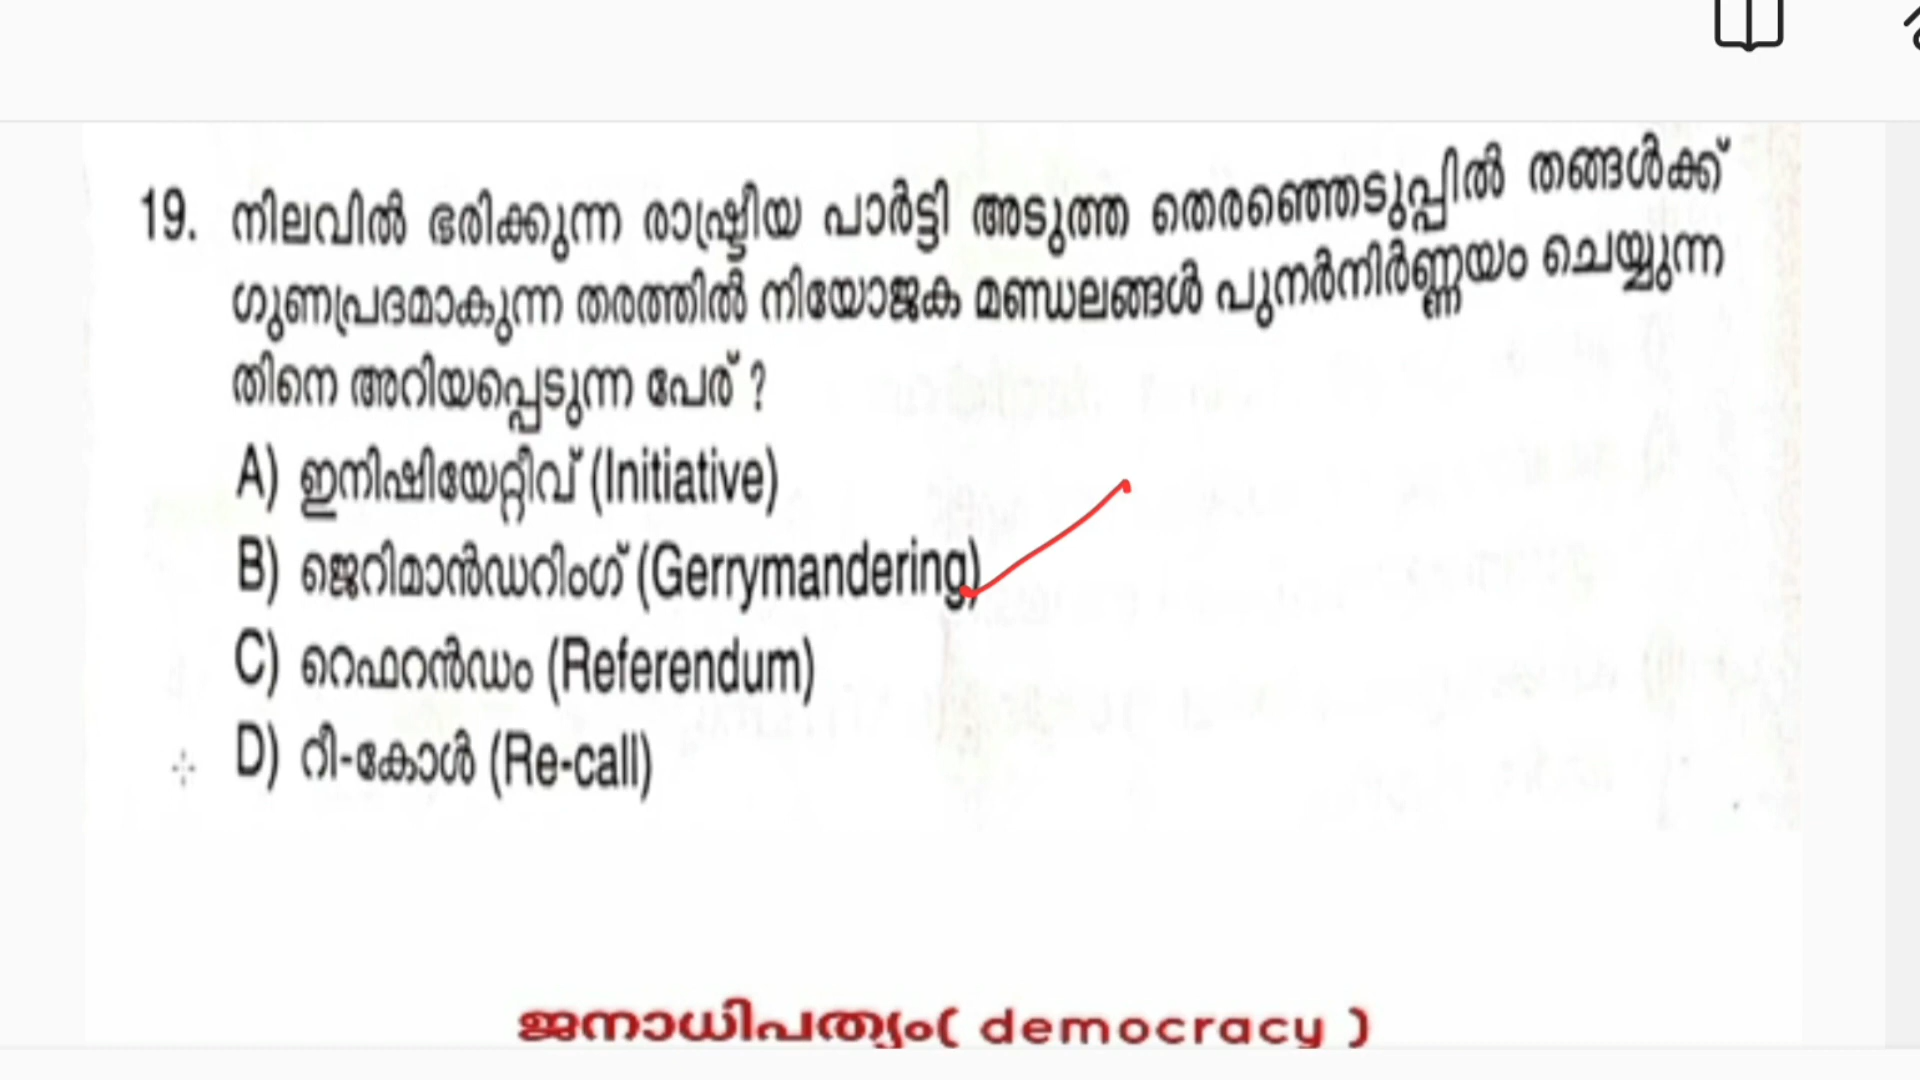 19. നിലവിൽ ഭരിക്കുന്ന രാഷ്ട്രീയ പാർട്ടി അടുത്ത തെരഞ്ഞെടുപ്പിൽ തങ്ങൾക്ക്
ഗുണപ്രദമാകുന്ന തരത്തിൽ നിയോജക മണ്ഡലങ്ങൾ പുനർനിർണ്ണയം ചെയ്യുന്ന
തിനെ അറിയപ്പെടുന്ന പേര് ?
A) ഇനിഷിയേറ്റീവ് (Initiative)
B) ജെറിമാൻഡറിംഗ് (Gerrymandering)
C) റെഫറൻഡം (Referendum)
D) റീ-കോൾ (Re-call)
ജനാധിപത്യം( democracy )